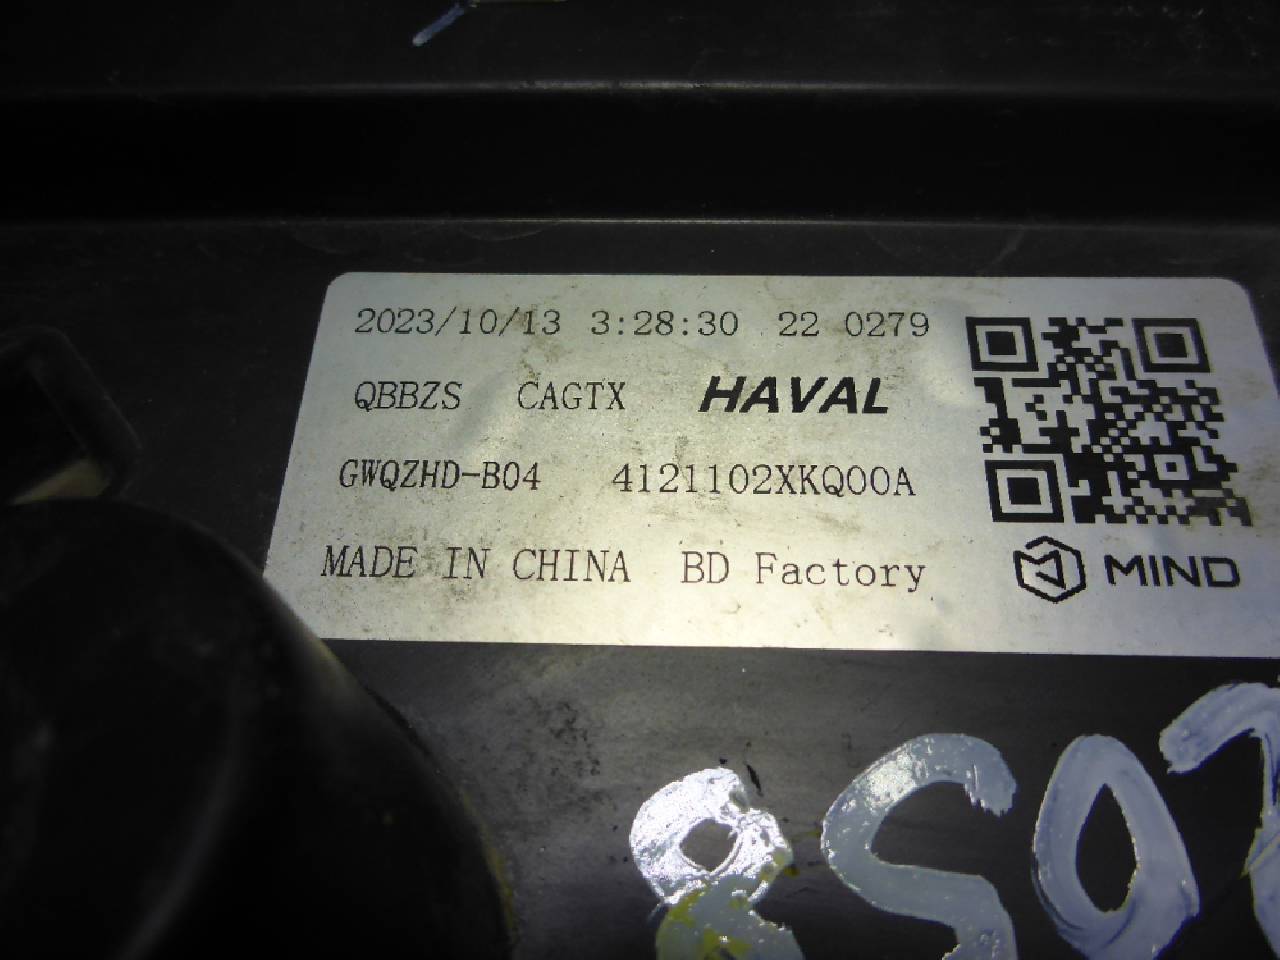 2023/10/13 3:28:30 22 0279
QBBZS CAGTX HAVAL
GWQZHD-B04 4121102XKQ00A
MADE IN CHINA BD Factory MIND